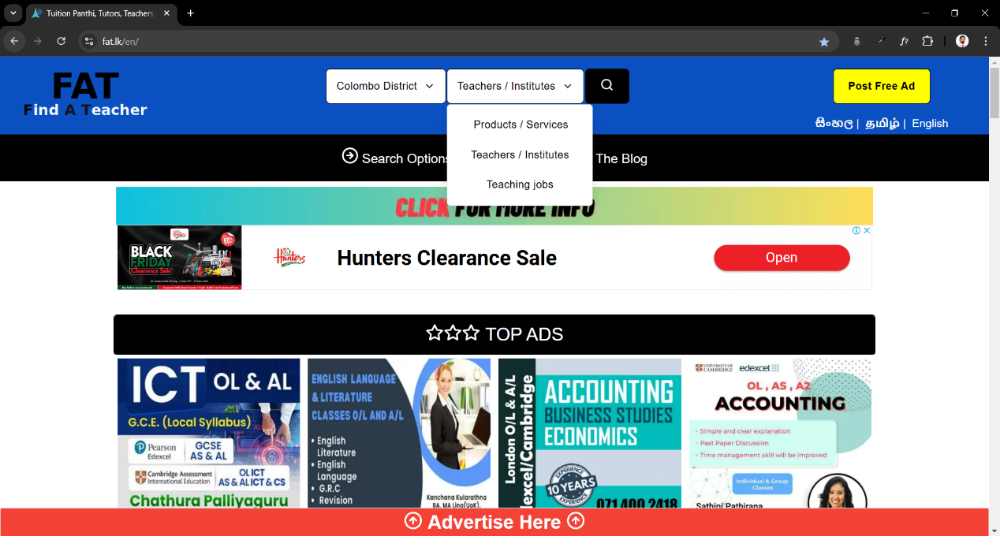 Tuition Panthi, Tutors, Teachers,
fat.lk/en/
FAT
Find A Teacher
Colombo District
Teachers / Institutes
Post Free Ad
සිංහල | தமிழ் | English
Products / Services
Teachers / Institutes
Teaching jobs
Search Options
The Blog
CLICK FOR MORE INFO
Hunters
BLACK
FRIDAY
Clearance Sale
Hunters
Hunters Clearance Sale
Open
TOP ADS
ICT OL & AL
G.C.E. (Local Syllabus)
Pearson
Edexcel
GCSE
AS & AL
Cambridge Assessment
International Education
OL ICT
AS & AL ICT & CS
Chathura Palliyaguru
ENGLISH LANGUAGE
& LITERATURE
CLASSES O/L AND A/L
• English
Literature
• English
Language
• G.R.C
• Revision
Kanchana Kularathna
BA, MA Ling(UoK),
London O/L & A/L
excel/Cambridge
ACCOUNTING
BUSINESS STUDIES
ECONOMICS
EXPERIENCE
10 YEARS
EXPERIENCE
071 400 2418
UNIVERSITY OF
CAMBRIDGE
edexcel
OL , AS , A2
ACCOUNTING
• Simple and clear explanation
• Past Paper Discussion
• Time management skill will be improved
Individual & Group
Classes
Sathini Pathirana
Advertise Here